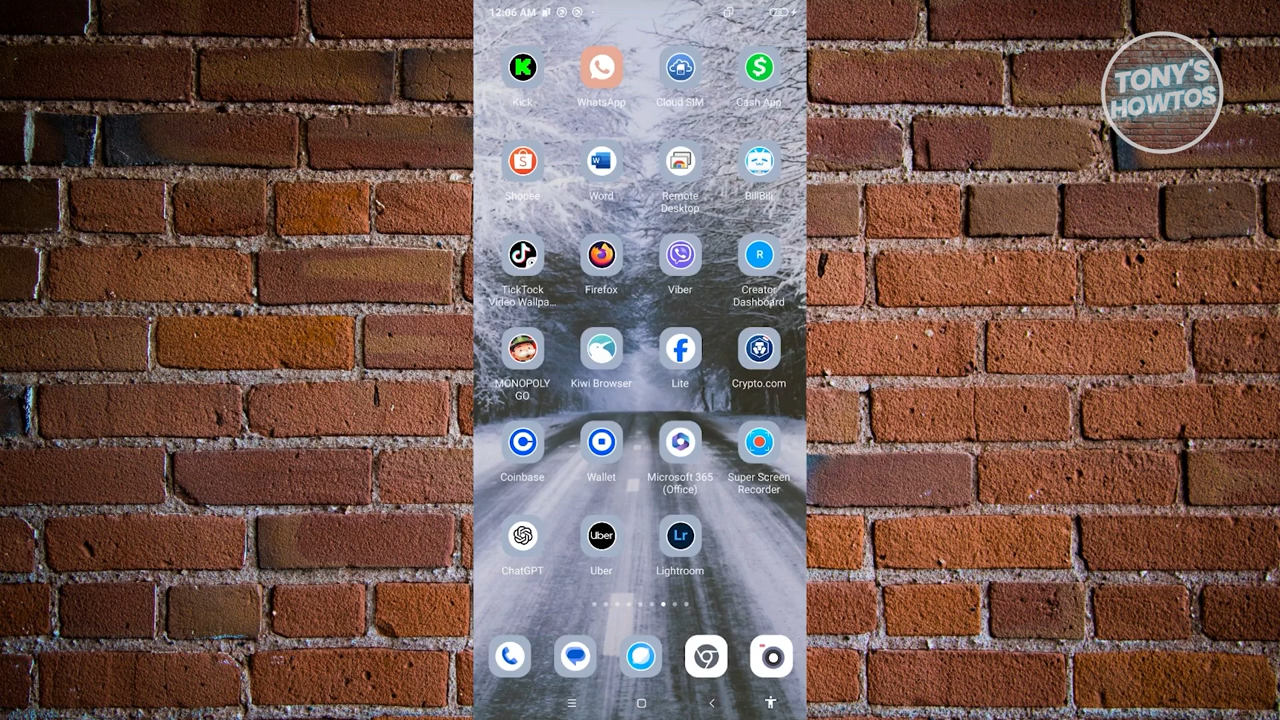 12:06 AM
TONY'S
HOWTOS
Kick
WhatsApp
Cloud SIM
Cash App
Shopee
Word
Remote
Desktop
BiliBili
TickTock
Video Wallpa...
Firefox
Viber
R
Creator
Dashboard
MONOPOLY
GO
Kiwi Browser
Lite
Crypto.com
Coinbase
Wallet
Microsoft 365
(Office)
Super Screen
Recorder
ChatGPT
Uber
Uber
Lr
Lightroom